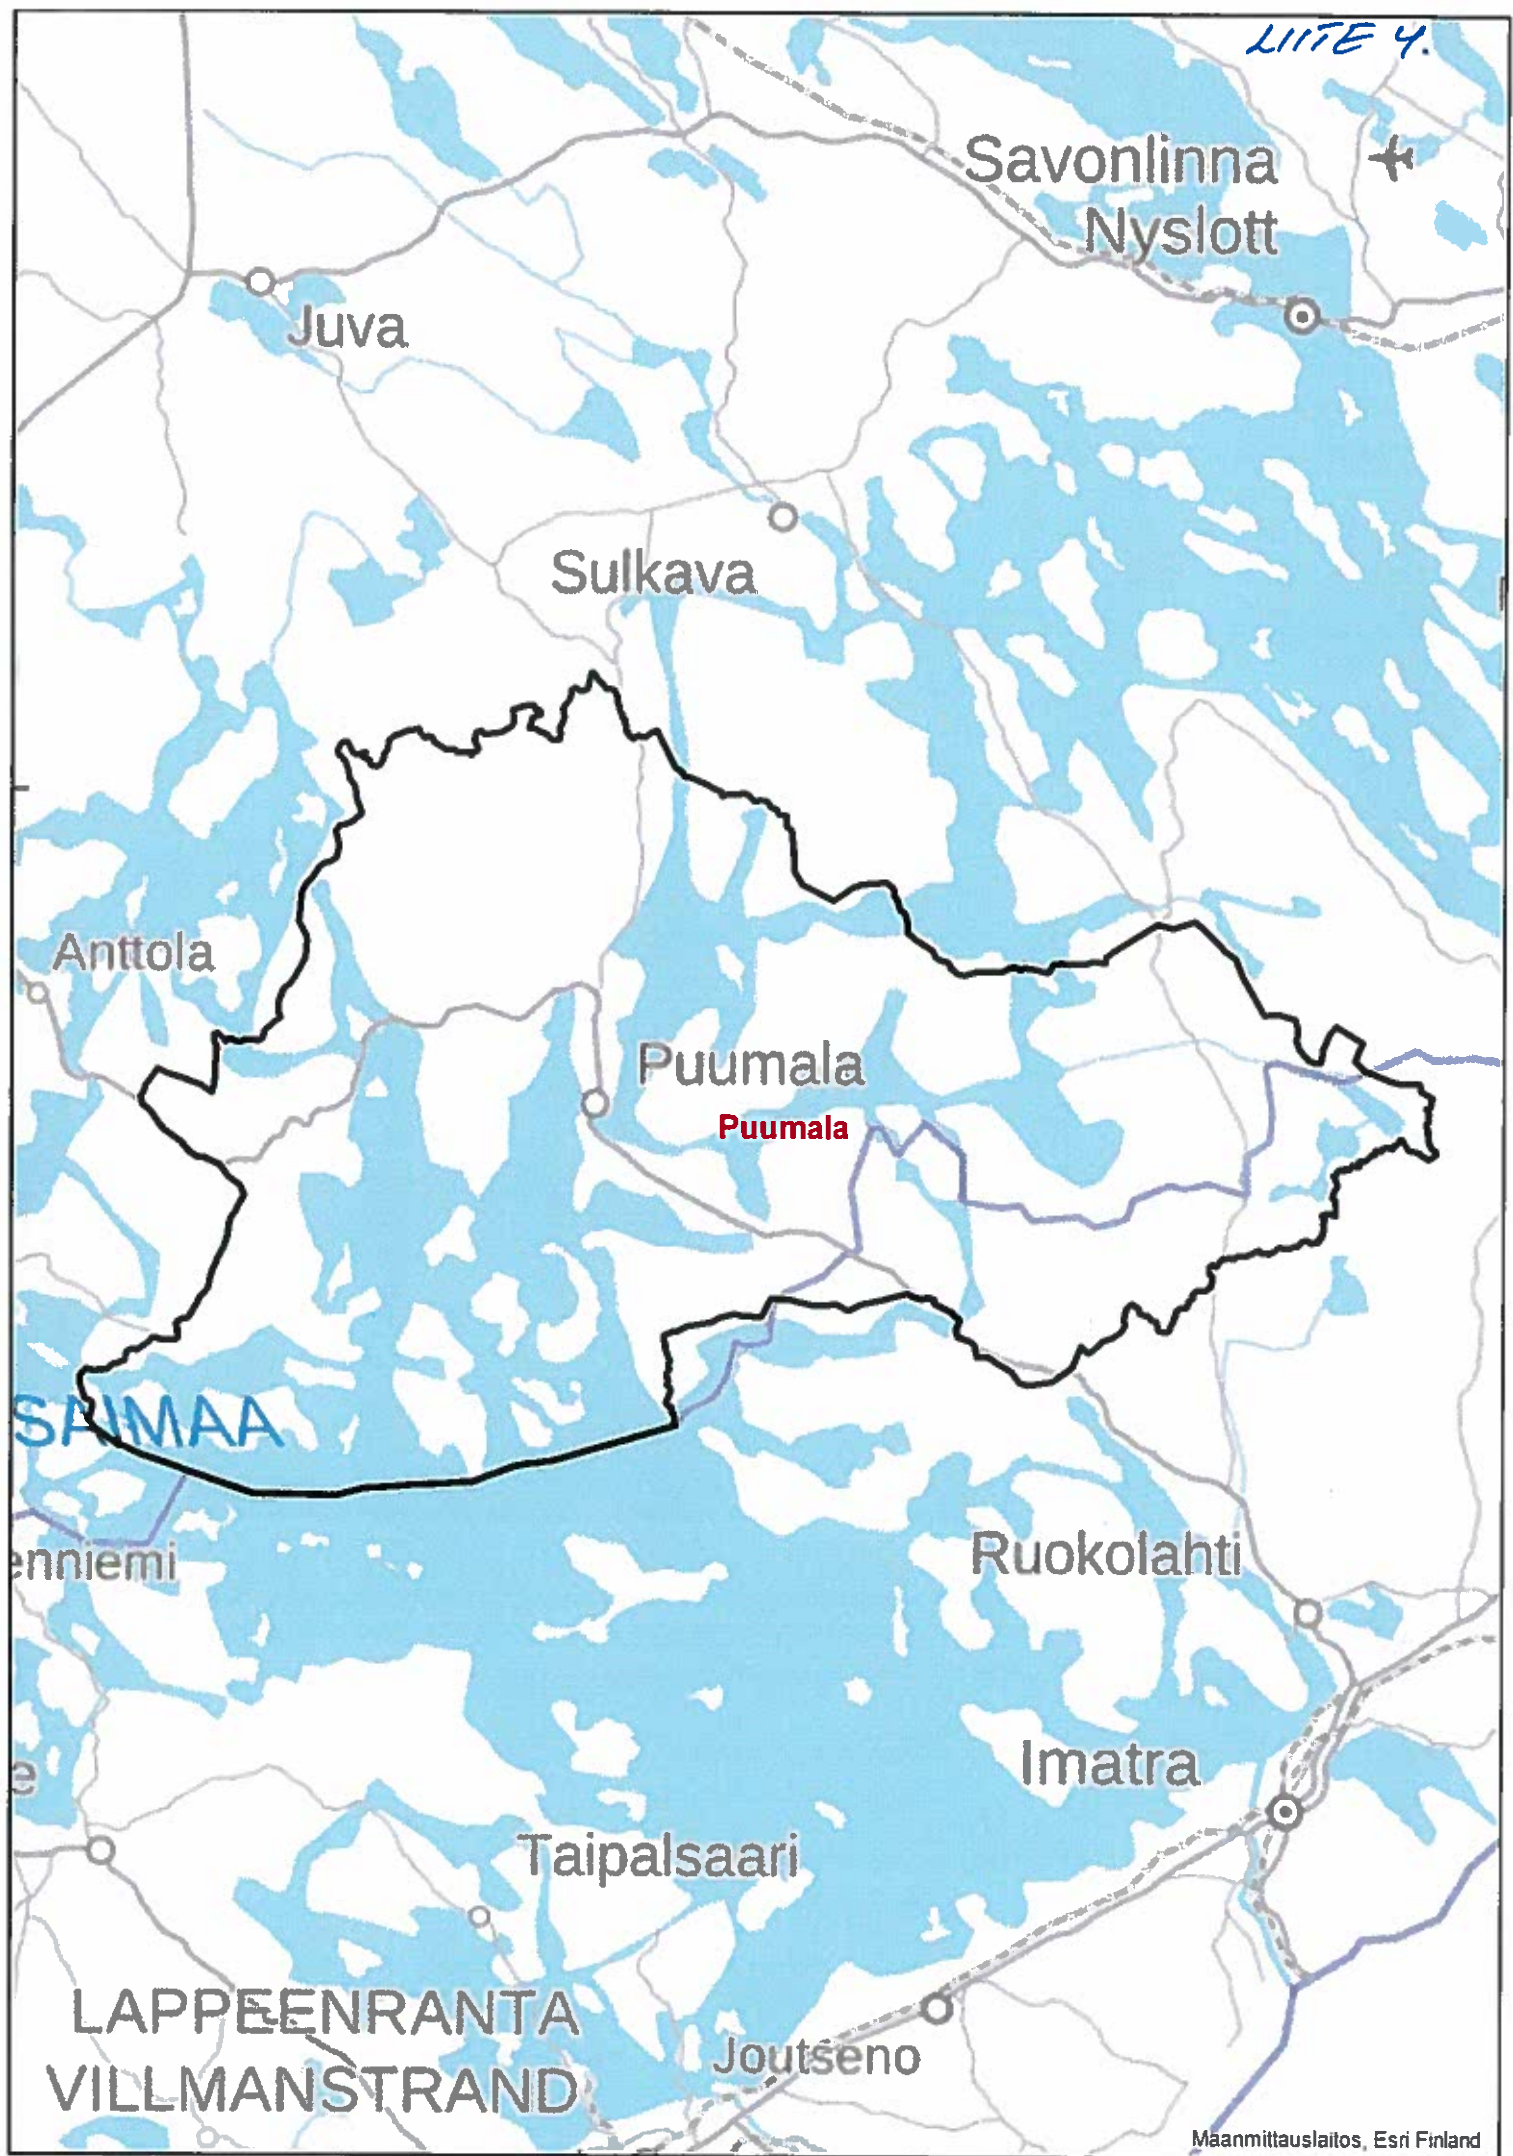 LIITE 4.
Savonlinna
Nyslott
Juva
Sulkava
Anttola
Puumala
Puumala
SAIMAA
enniemi
Ruokolahti
Imatra
e
Taipalsaari
LAPPEENRANTA
VILLMANSTRAND
Joutseno
Maanmittauslaitos, Esri Finland